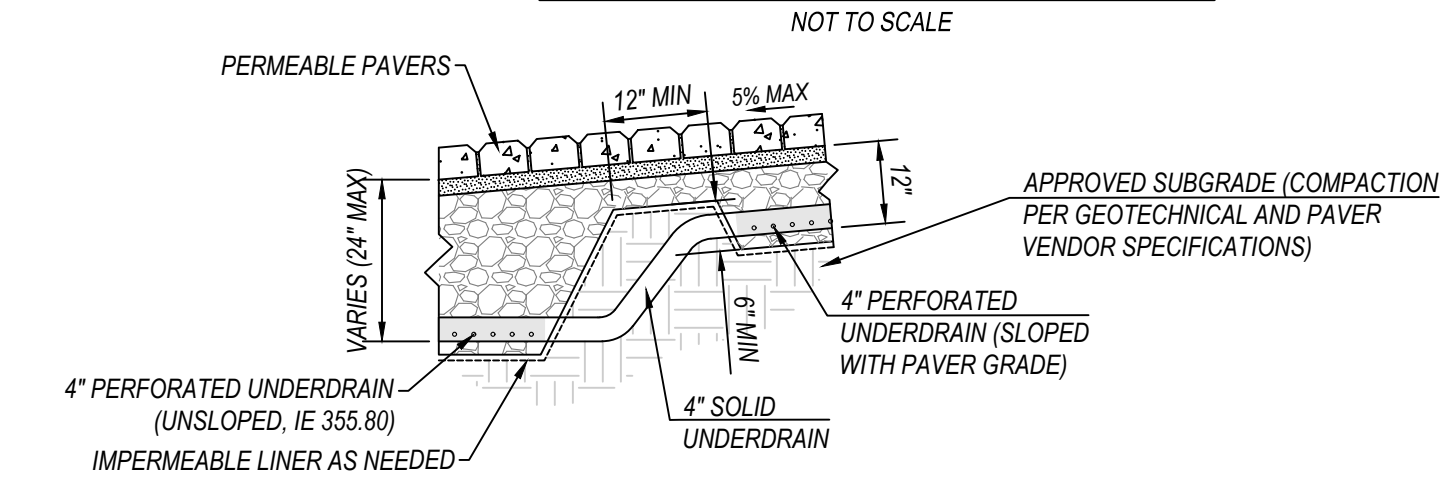 NOT TO SCALE
PERMEABLE PAVERS
12" MIN
5% MAX
12"
VARIES (24" MAX)
APPROVED SUBGRADE (COMPACTION
PER GEOTECHNICAL AND PAVER
VENDOR SPECIFICATIONS)
6" MIN
4" PERFORATED
UNDERDRAIN (SLOPED
WITH PAVER GRADE)
4" PERFORATED UNDERDRAIN
(UNSLOPED, IE 355.80)
4" SOLID
UNDERDRAIN
IMPERMEABLE LINER AS NEEDED